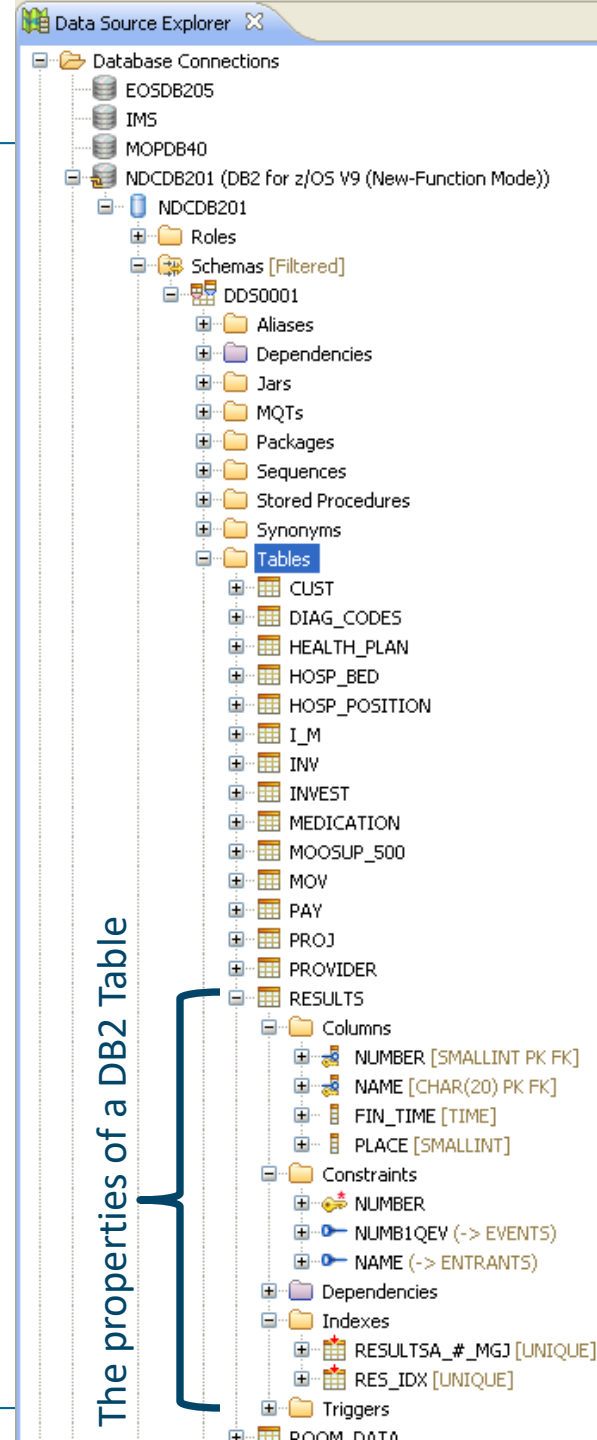 Data Source Explorer
Database Connections
EOSDB205
IMS
MOPDB40
NDCDB201 (DB2 for z/OS V9 (New-Function Mode))
NDCDB201
Roles
Schemas [Filtered]
DDS0001
Aliases
Dependencies
Jars
MQTs
Packages
Sequences
Stored Procedures
Synonyms
Tables
CUST
DIAG_CODES
HEALTH_PLAN
HOSP_BED
HOSP_POSITION
I_M
INV
INVEST
MEDICATION
MOOSUP_500
MOV
PAY
PROJ
PROVIDER
The properties of a DB2 Table
RESULTS
Columns
NUMBER [SMALLINT PK FK]
NAME [CHAR(20) PK FK]
FIN_TIME [TIME]
PLACE [SMALLINT]
Constraints
NUMBER
NUMB1QEV (-> EVENTS)
NAME (-> ENTRANTS)
Dependencies
Indexes
RESULTSA_#_MGJ [UNIQUE]
RES_IDX [UNIQUE]
Triggers
ROOM_DATA